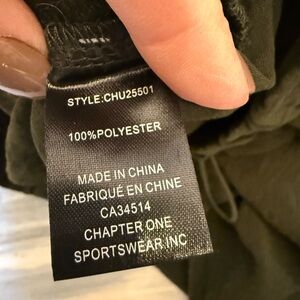 STYLE:CHU25501
100%POLYESTER
MADE IN CHINA
FABRIQUÉ EN CHINE
CA34514
CHAPTER ONE
SPORTSWEAR INC